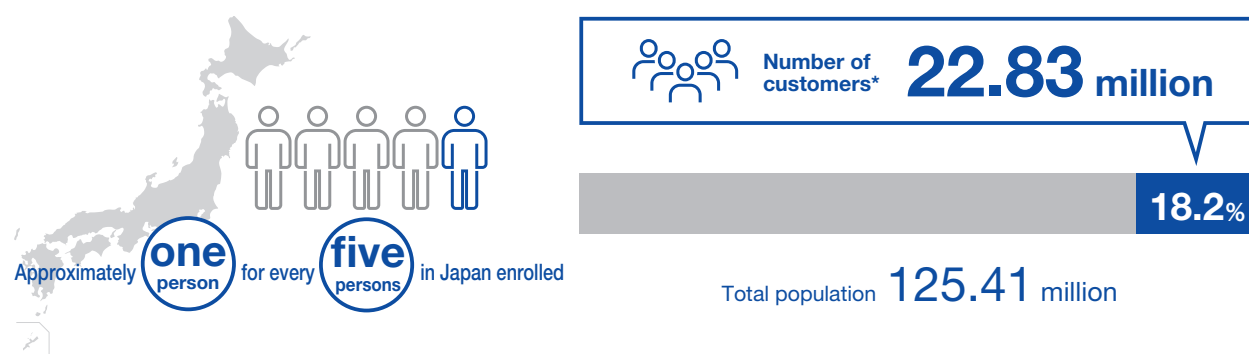 Approximately one person for every five persons in Japan enrolled
Number of
customers* 22.83 million
18.2%
Total population 125.41 million